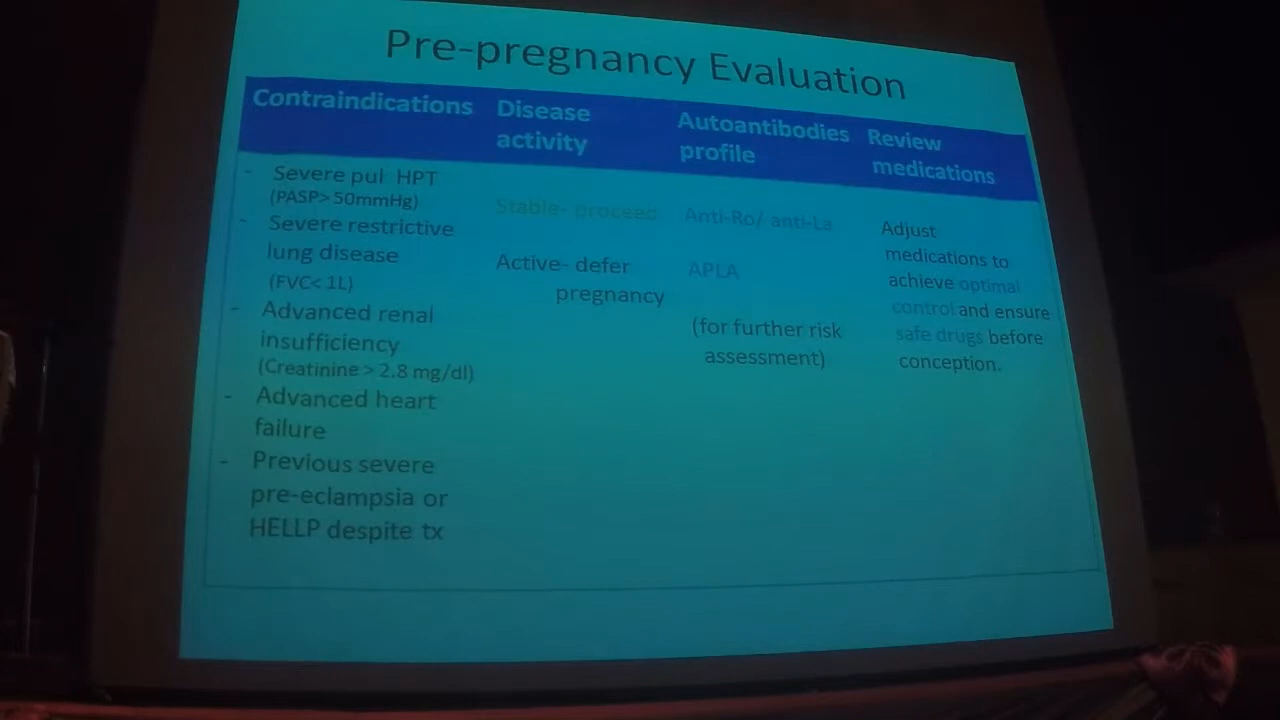 Pre-pregnancy Evaluation
Contraindications
- Severe pul HPT
(PASP> 50mmHg)
- Severe restrictive
lung disease
(FVC< 1L)
- Advanced renal
insufficiency
(Creatinine > 2.8 mg/dl)
- Advanced heart
failure
- Previous severe
pre-eclampsia or
HELLP despite tx
Disease
activity
Stable- proceed
Active- defer
pregnancy
Autoantibodies
profile
Anti-Ro/ anti-La
APLA
(for further risk
assessment)
Review
medications
Adjust
medications to
achieve optimal
control and ensure
safe drugs before
conception.